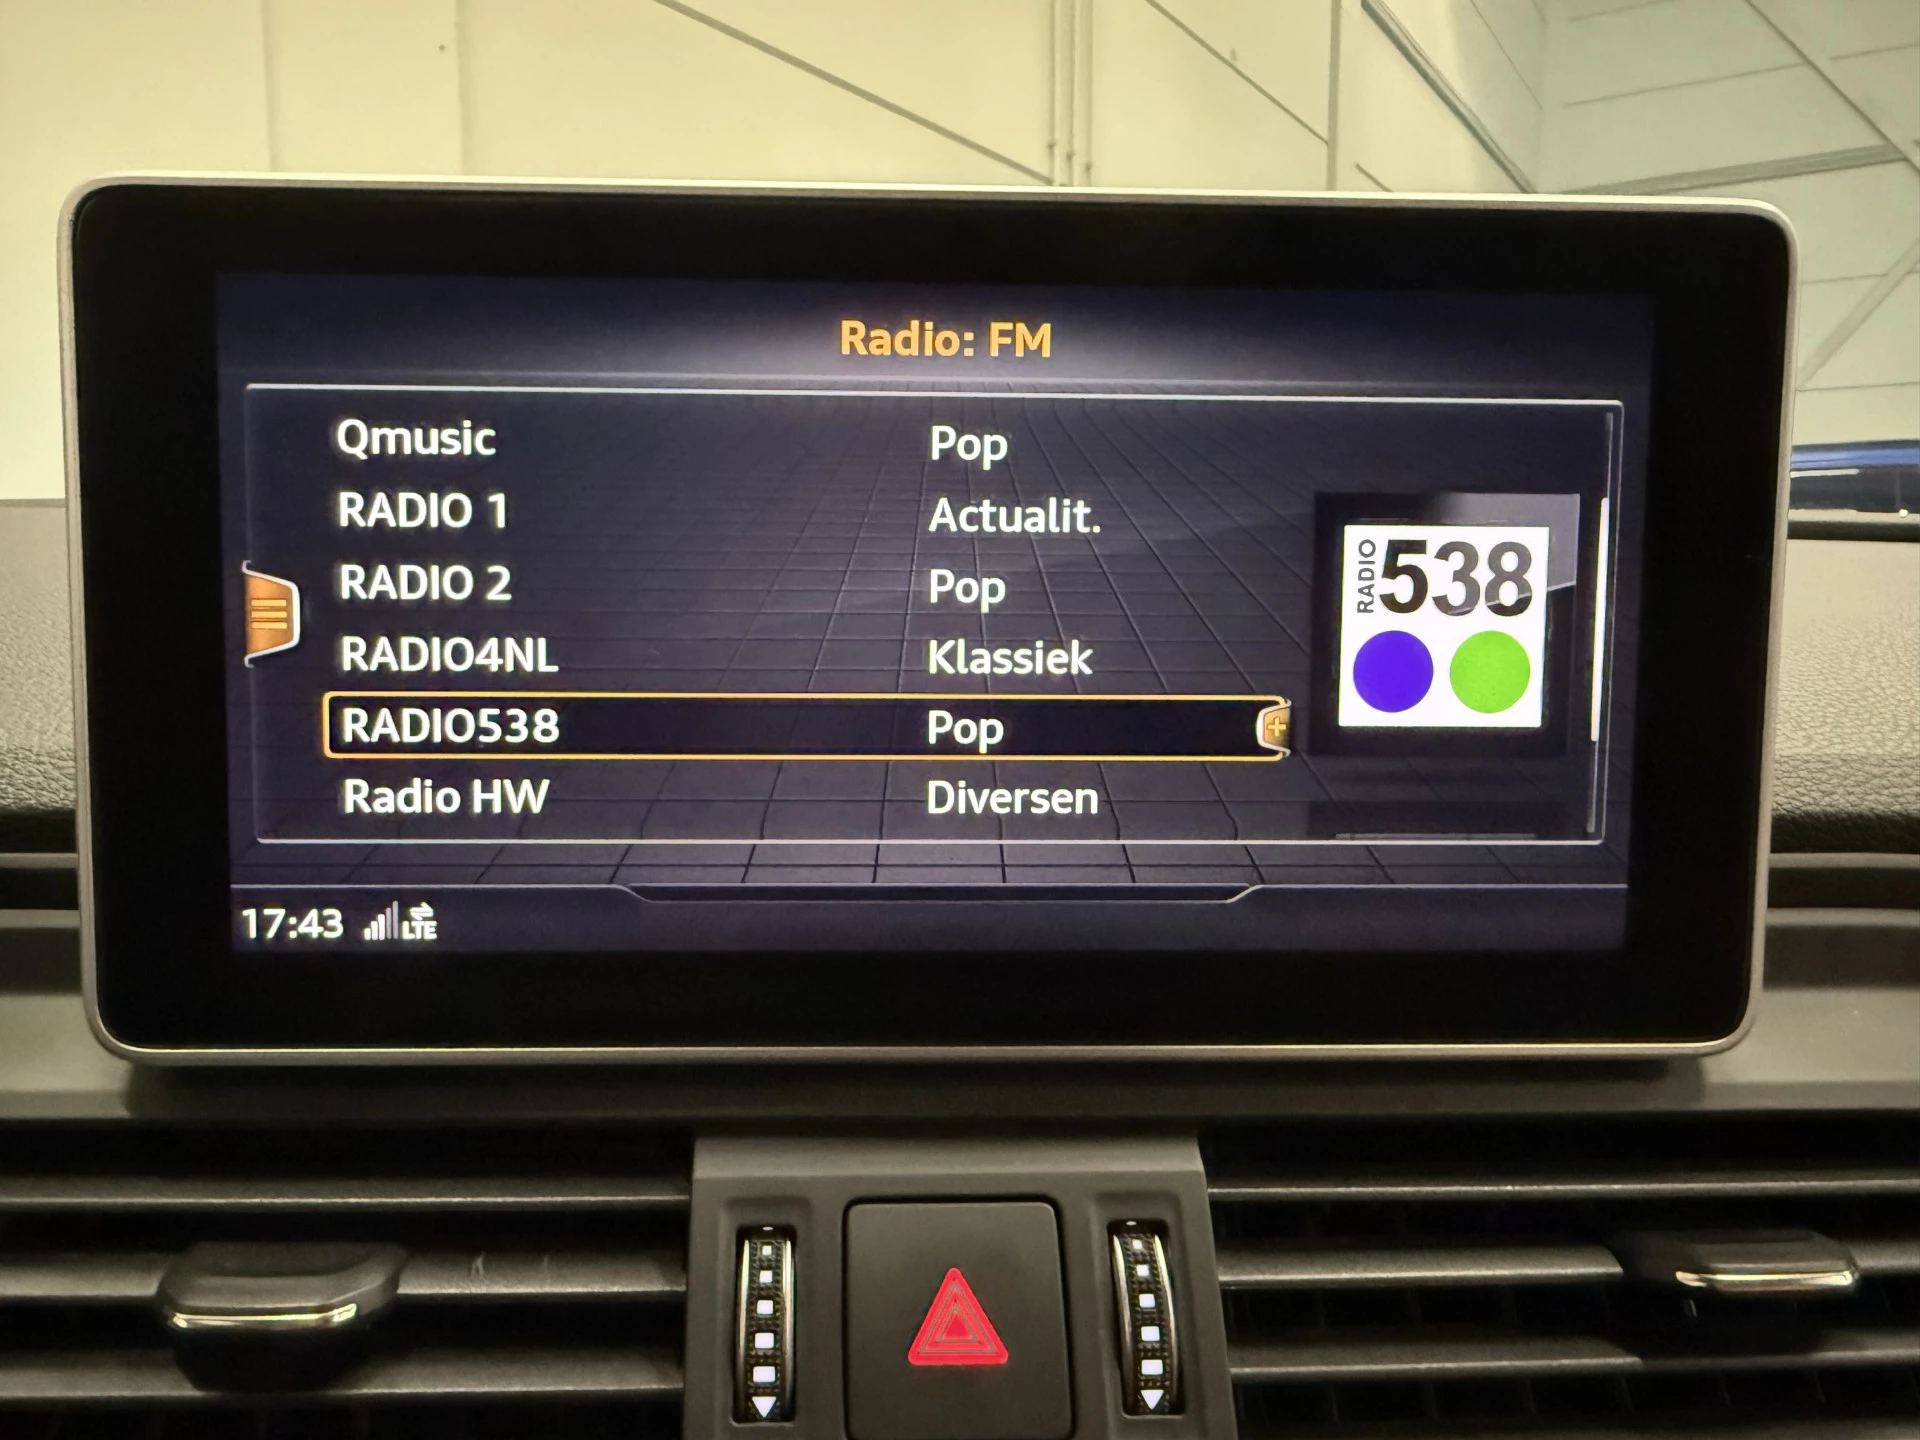 Radio: FM
Qmusic Pop
RADIO 1 Actualit.
RADIO 2 Pop
RADIO4NL Klassiek
RADIO538 Pop
Radio HW Diversen
RADIO 538
17:43 LTE